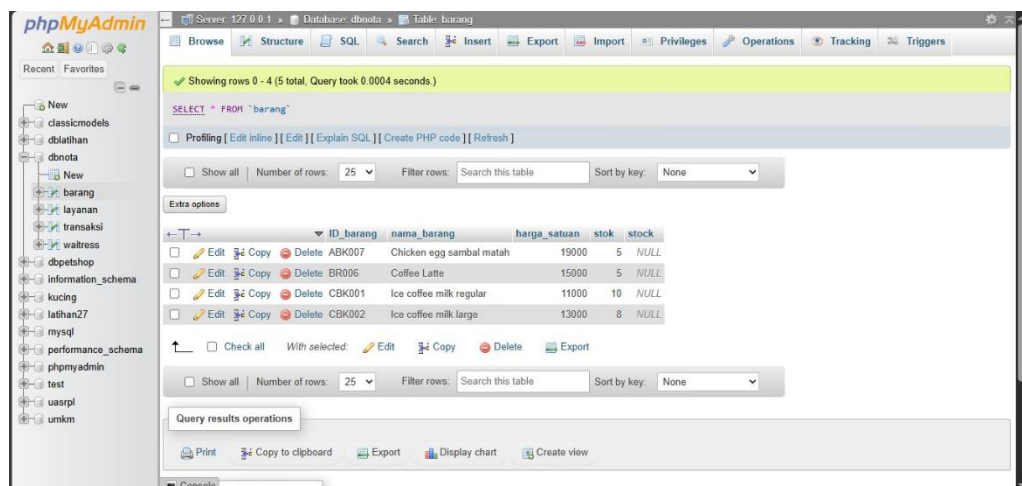 phpMyAdmin
Recent Favorites
New
classicmodels
dblatihan
dbnota
New
barang
layanan
transaksi
waitress
dbpetshop
information_schema
kucing
latihan27
mysql
performance_schema
phpmyadmin
test
uasrpl
umkm
Server: 127.0.0.1 » Database: dbnota » Table: barang
Browse Structure SQL Search Insert Export Import Privileges Operations Tracking Triggers
Showing rows 0 - 4 (5 total, Query took 0.0004 seconds.)
SELECT * FROM `barang`
Profiling [ Edit inline ] [ Edit ] [ Explain SQL ] [ Create PHP code ] [ Refresh ]
Show all Number of rows: 25 Filter rows: Search this table Sort by key: None
Extra options
ID_barang nama_barang harga_satuan stok stock
Edit Copy Delete ABK007 Chicken egg sambal matah 19000 5 NULL
Edit Copy Delete BR006 Coffee Latte 15000 5 NULL
Edit Copy Delete CBK001 Ice coffee milk regular 11000 10 NULL
Edit Copy Delete CBK002 Ice coffee milk large 13000 8 NULL
Check all With selected: Edit Copy Delete Export
Show all Number of rows: 25 Filter rows: Search this table Sort by key: None
Query results operations
Print Copy to clipboard Export Display chart Create view
Console